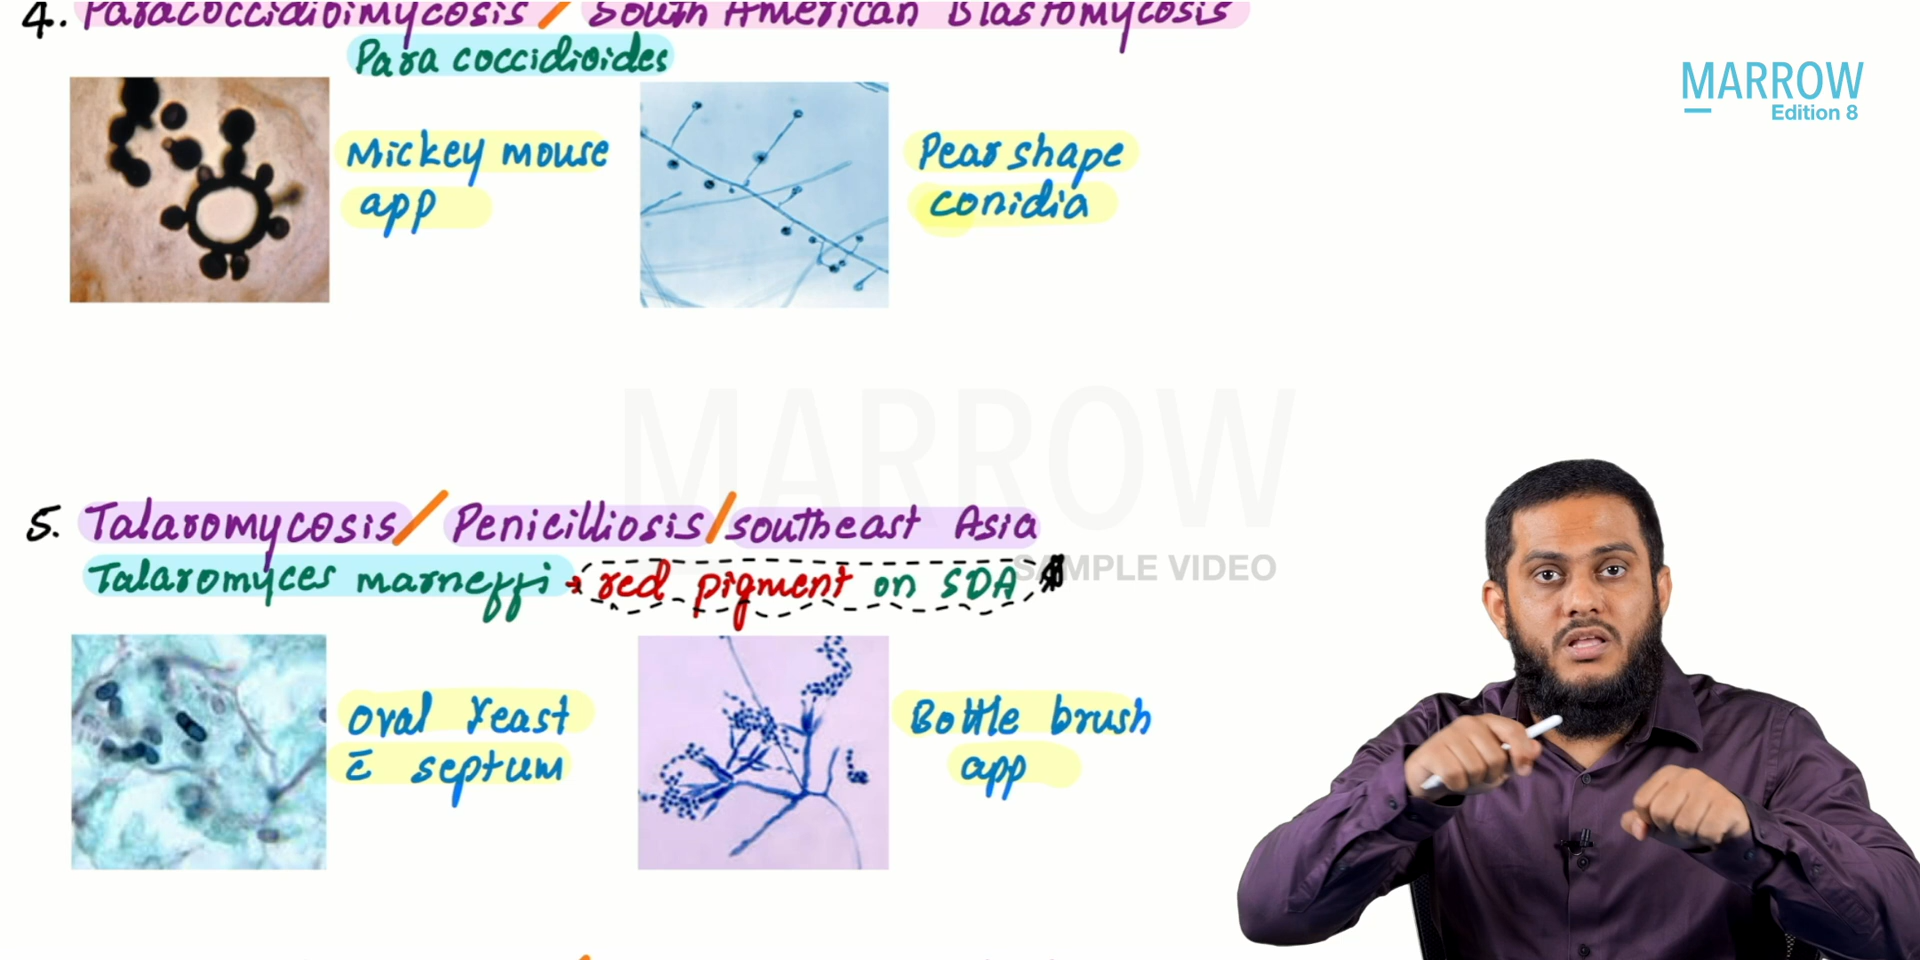 4. Paracoccidioimycosis / South American Blastomycosis
Para coccidioides
MARROW
Edition 8
Mickey mouse
app
Pear shape
conidia
MARROW
SAMPLE VIDEO
5. Talaromycosis / Penicilliosis / southeast Asia
Talaromyces marneffi → red pigment on SDA
oval yeast
c̄ septum
Bottle brush
app